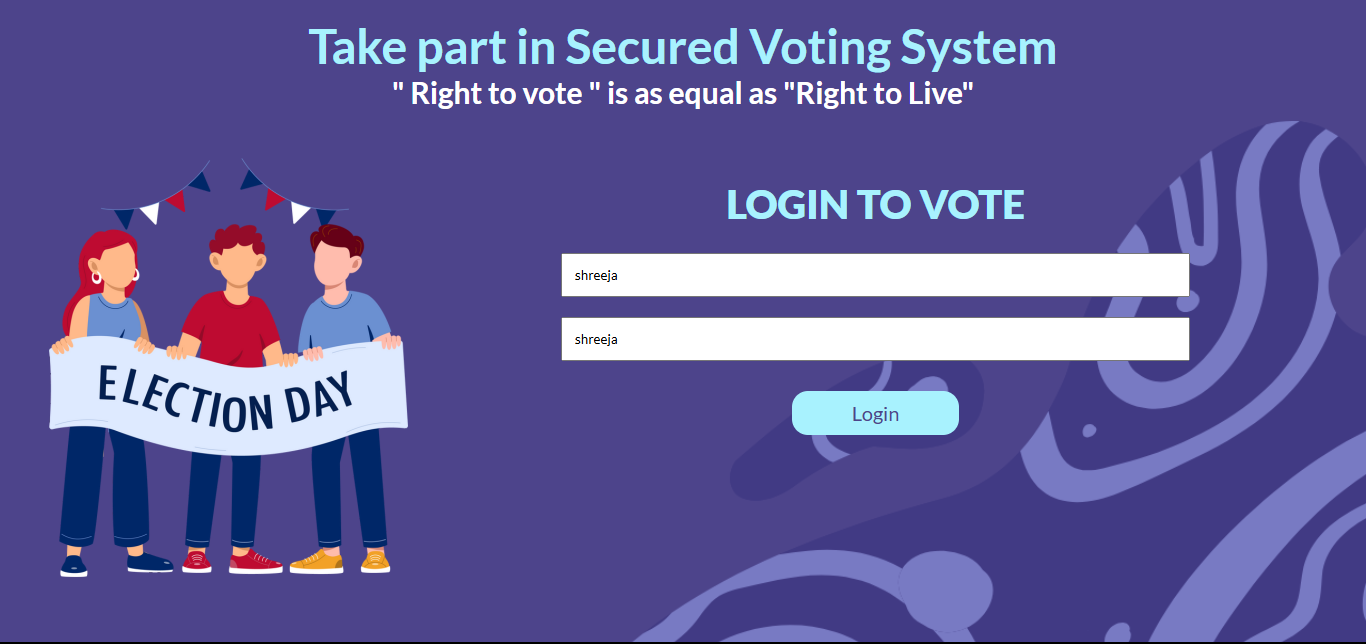 Take part in Secured Voting System
" Right to vote " is as equal as "Right to Live"
LOGIN TO VOTE
shreeja
shreeja
Login
ELECTION DAY